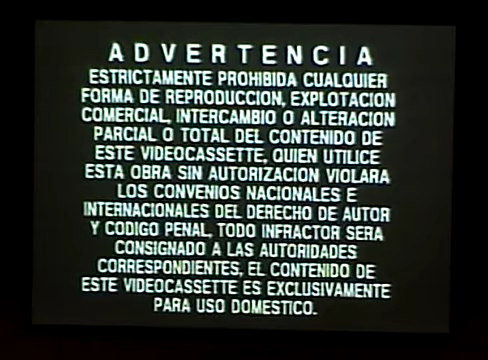 ADVERTENCIA
ESTRICTAMENTE PROHIBIDA CUALQUIER
FORMA DE REPRODUCCION, EXPLOTACION
COMERCIAL, INTERCAMBIO O ALTERACION
PARCIAL O TOTAL DEL CONTENIDO DE
ESTE VIDEOCASSETTE, QUIEN UTILICE
ESTA OBRA SIN AUTORIZACION VIOLARA
LOS CONVENIOS NACIONALES E
INTERNACIONALES DEL DERECHO DE AUTOR
Y CODIGO PENAL, TODO INFRACTOR SERA
CONSIGNADO A LAS AUTORIDADES
CORRESPONDIENTES, EL CONTENIDO DE
ESTE VIDEOCASSETTE ES EXCLUSIVAMENTE
PARA USO DOMESTICO.